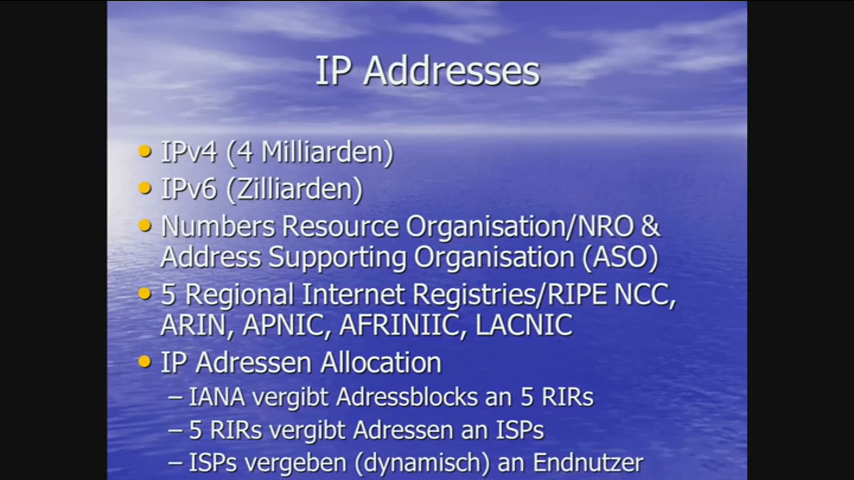 IP Addresses
• IPv4 (4 Milliarden)
• IPv6 (Zilliarden)
• Numbers Resource Organisation/NRO &
Address Supporting Organisation (ASO)
• 5 Regional Internet Registries/RIPE NCC,
ARIN, APNIC, AFRINIIC, LACNIC
• IP Adressen Allocation
– IANA vergibt Adressblocks an 5 RIRs
– 5 RIRs vergibt Adressen an ISPs
– ISPs vergeben (dynamisch) an Endnutzer